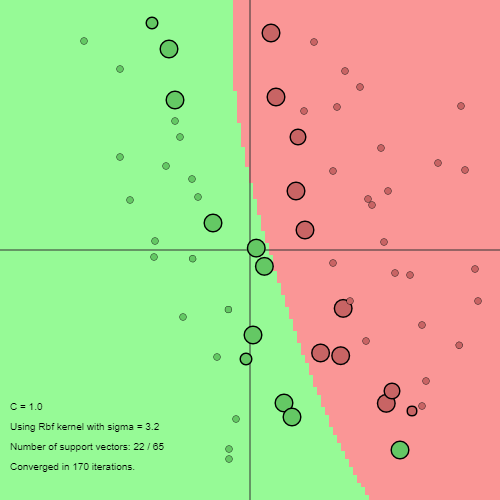 C = 1.0
Using Rbf kernel with sigma = 3.2
Number of support vectors: 22 / 65
Converged in 170 iterations.